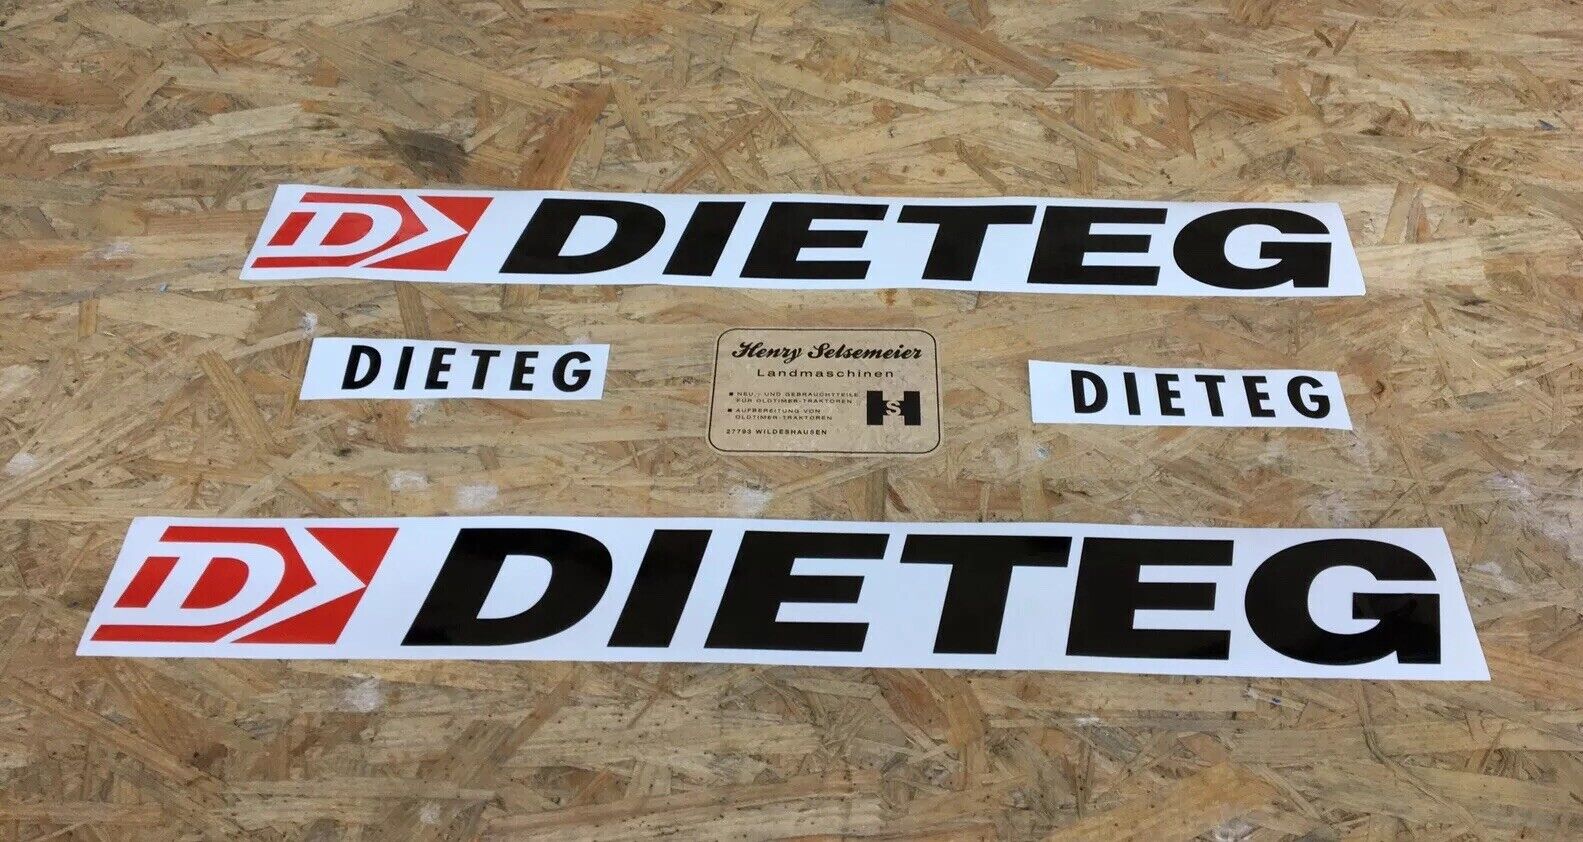 D DIETEG
DIETEG
Henry Selsemeier
Landmaschinen
■ NEU- UND GEBRAUCHTTEILE
FÜR OLDTIMER-TRAKTOREN
■ AUFBEREITUNG VON
OLDTIMER-TRAKTOREN
27793 WILDESHAUSEN
HS
DIETEG
D DIETEG